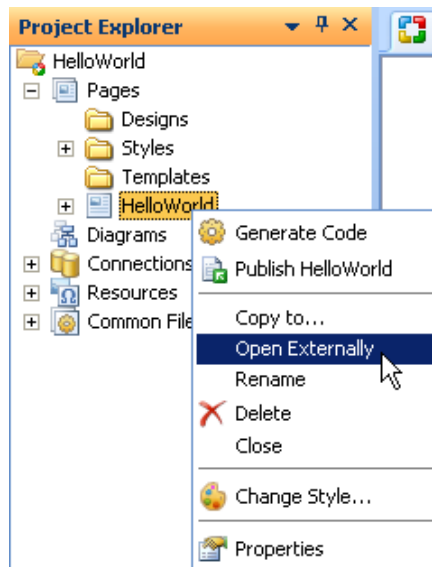 Project Explorer
HelloWorld
Pages
Designs
Styles
Templates
HelloWorld
Diagrams
Connections
Resources
Common File
Generate Code
Publish HelloWorld
Copy to...
Open Externally
Rename
Delete
Close
Change Style...
Properties